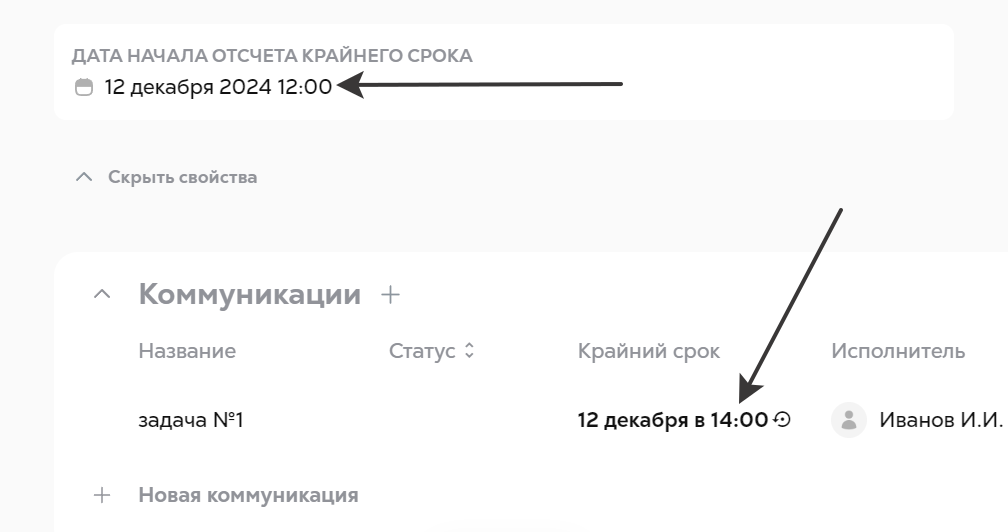 ДАТА НАЧАЛА ОТСЧЕТА КРАЙНЕГО СРОКА
12 декабря 2024 12:00
Скрыть свойства
Коммуникации
Название Статус Крайний срок Исполнитель
задача №1 12 декабря в 14:00 Иванов И.И.
Новая коммуникация